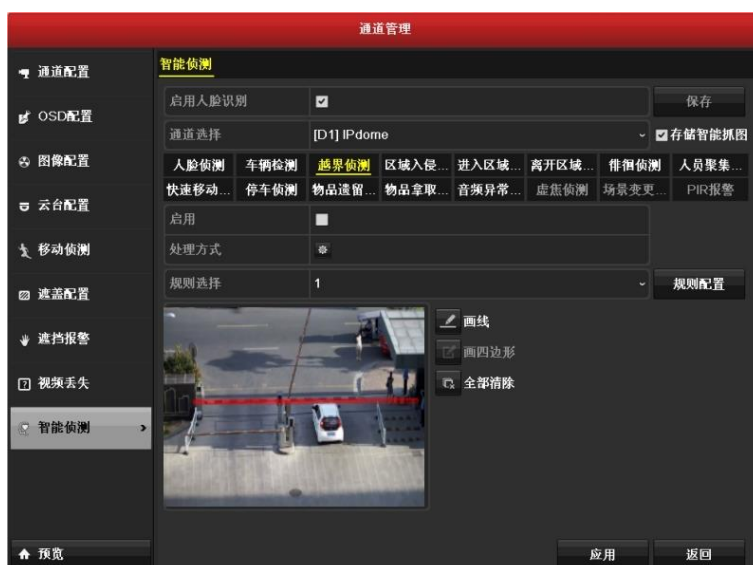 通道管理
通道配置
OSD配置
图像配置
云台配置
移动侦测
遮盖配置
遮挡报警
视频丢失
智能侦测
预览
智能侦测
启用人脸识别
保存
通道选择 [D1] IPdome 存储智能抓图
人脸侦测 车辆检测 越界侦测 区域入侵... 进入区域... 离开区域... 徘徊侦测 人员聚集...
快速移动... 停车侦测 物品遗留... 物品拿取... 音频异常... 虚焦侦测 场景变更... PIR报警
启用
处理方式
规则选择 1 规则配置
画线
画四边形
全部清除
应用 返回